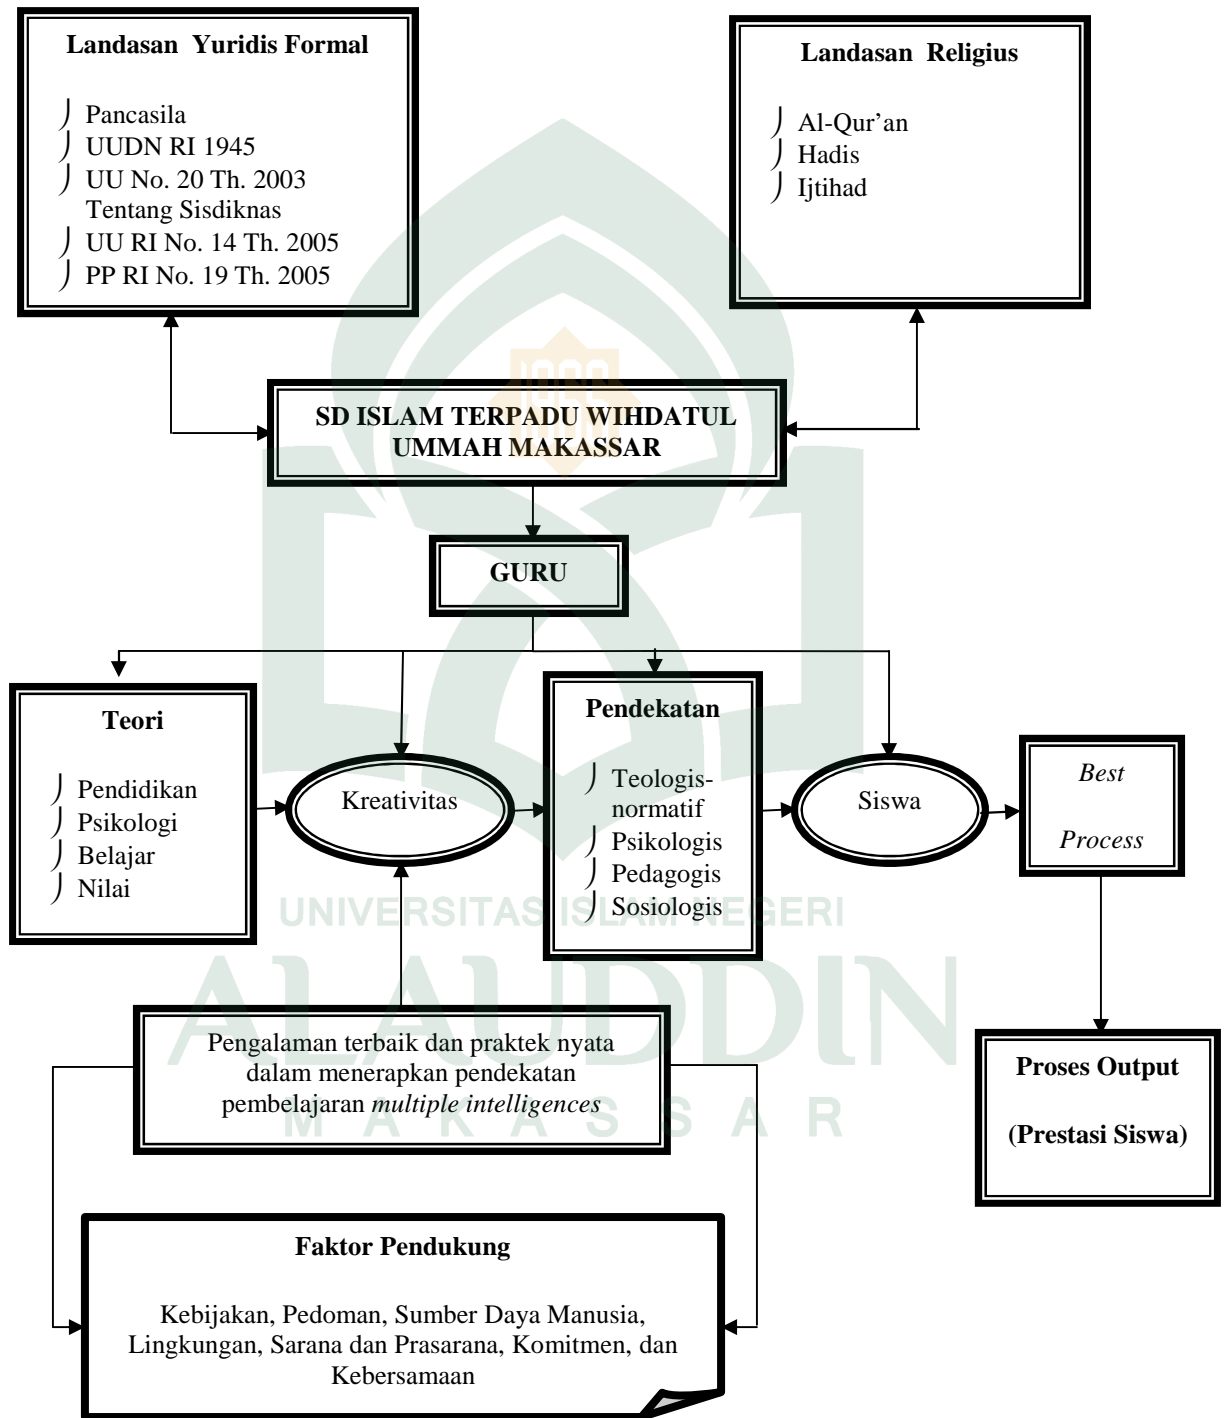 Landasan Yuridis Formal
Pancasila
UUDN RI 1945
UU No. 20 Th. 2003
Tentang Sisdiknas
UU RI No. 14 Th. 2005
PP RI No. 19 Th. 2005
Landasan Religius
Al-Qur'an
Hadis
Ijtihad
SD ISLAM TERPADU WIHDATUL
UMMAH MAKASSAR
GURU
Teori
Pendidikan
Psikologi
Belajar
Nilai
Kreativitas
Pendekatan
Teologis-
normatif
Psikologis
Pedagogis
Sosiologis
Siswa
Best
Process
UNIVERSITAS ISLAM NEGERI
ALAUDDIN
MAKASSAR
Pengalaman terbaik dan praktek nyata
dalam menerapkan pendekatan
pembelajaran multiple intelligences
Proses Output
(Prestasi Siswa)
Faktor Pendukung
Kebijakan, Pedoman, Sumber Daya Manusia,
Lingkungan, Sarana dan Prasarana, Komitmen, dan
Kebersamaan